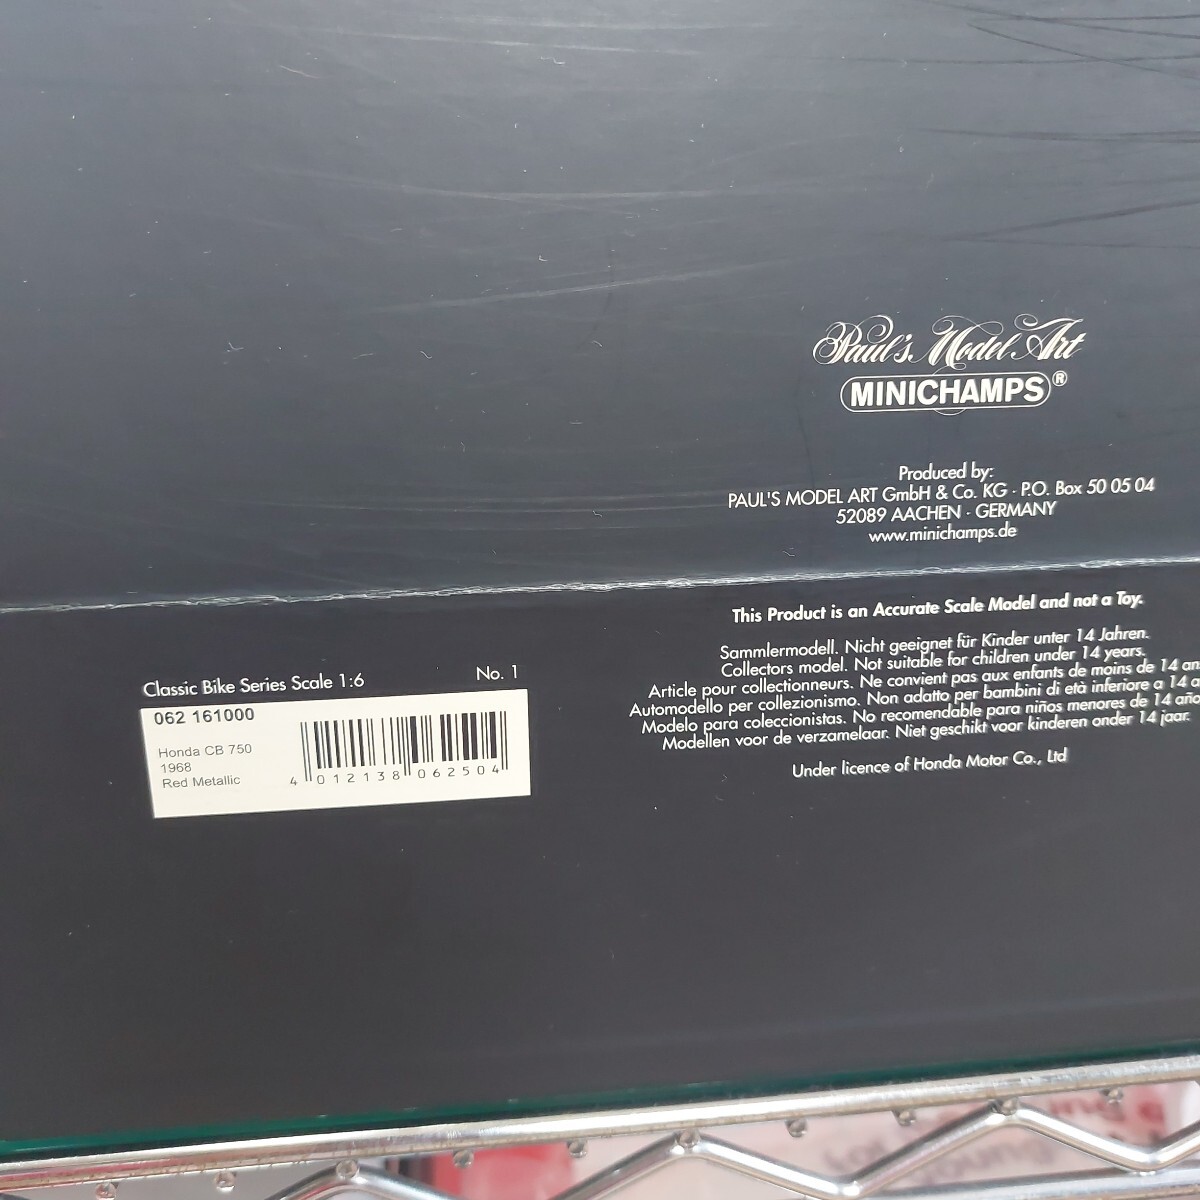 Paul's Model Art
MINICHAMPS®
Produced by:
PAUL'S MODEL ART GmbH & Co. KG · P.O. Box 50 05 04
52089 AACHEN · GERMANY
www.minichamps.de
This Product is an Accurate Scale Model and not a Toy.
Sammlermodell. Nicht geeignet für Kinder unter 14 Jahren.
Collectors model. Not suitable for children under 14 years.
Article pour collectionneurs. Ne convient pas aux enfants de moins de 14 an
Automodello per collezionismo. Non adatto per bambini di età inferiore a 14 a
Modelo para coleccionistas. No recomendable para niños menores de 14 año
Modellen voor de verzamelaar. Niet geschikt voor kinderen onder 14 jaar.
Under licence of Honda Motor Co., Ltd
Classic Bike Series Scale 1:6 No. 1
062 161000
Honda CB 750
1968
Red Metallic
4 012138 062504